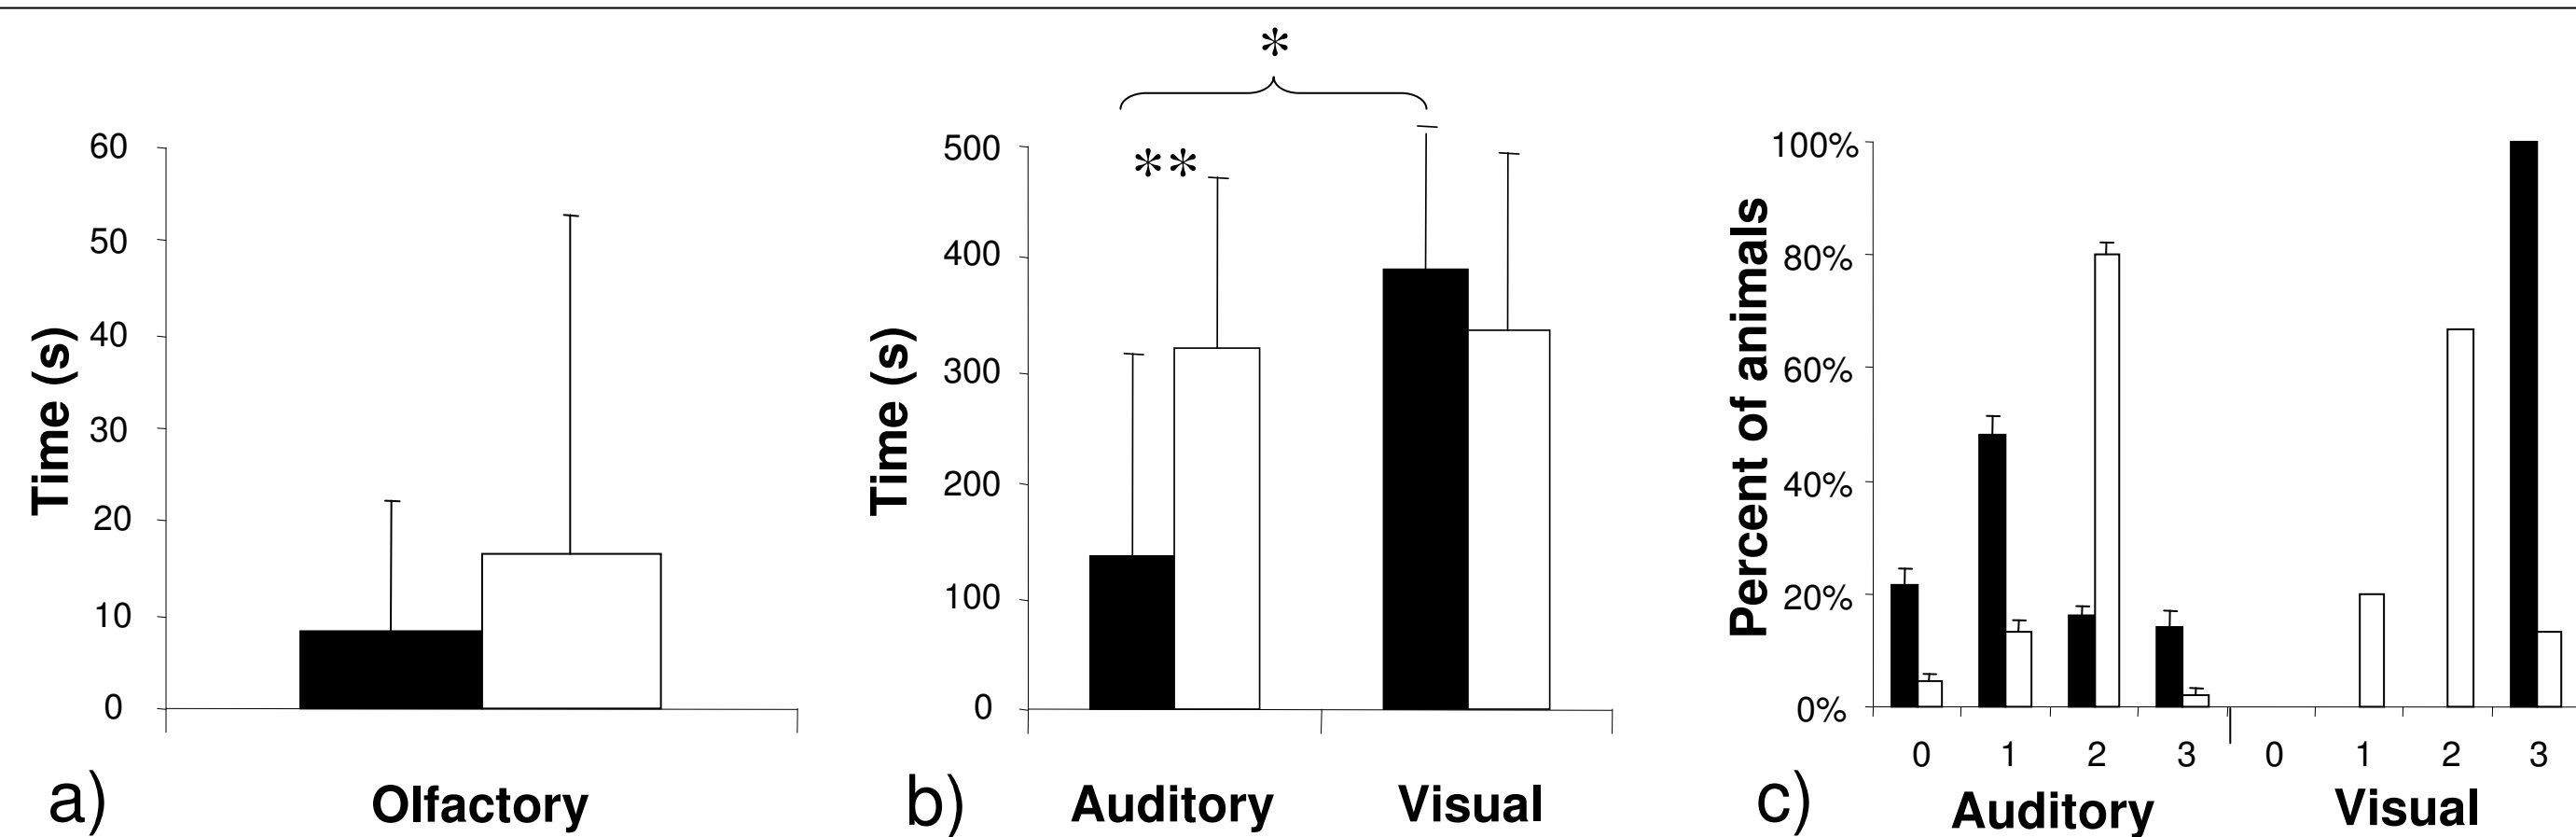 *
**
60
50
40
30
20
10
0
Time (s)
a)
Olfactory
500
400
300
200
100
0
Time (s)
b)
Auditory Visual
100%
80%
60%
40%
20%
0%
Percent of animals
0 1 2 3 0 1 2 3
c)
Auditory Visual